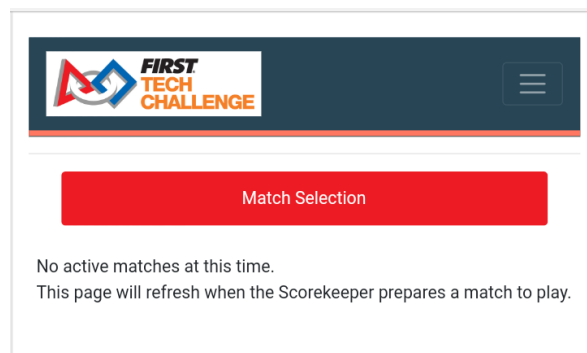 FIRST
TECH
CHALLENGE
Match Selection
No active matches at this time.
This page will refresh when the Scorekeeper prepares a match to play.